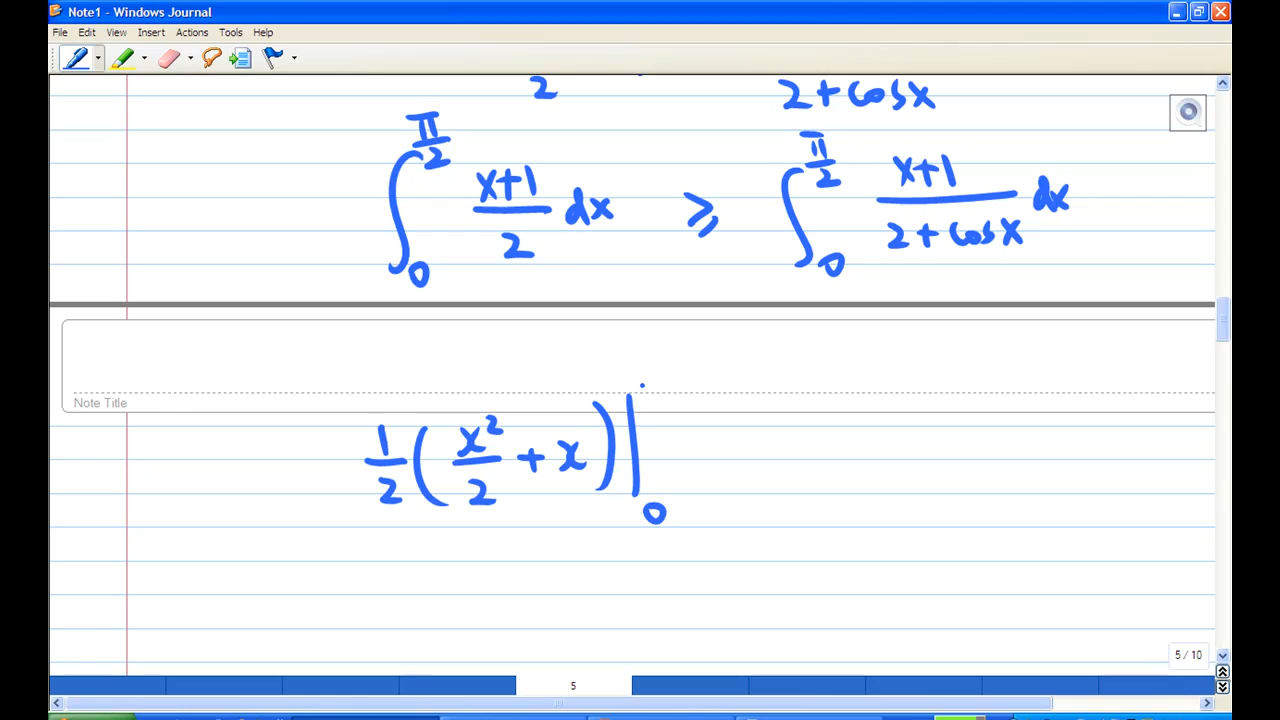 Note1 - Windows Journal
File Edit View Insert Actions Tools Help
2 2+cosx
∫₀^(π/2) (x+1)/2 dx ≥ ∫₀^(π/2) (x+1)/(2+cosx) dx
Note Title
1/2 (x²/2 + x) |₀
5 / 10
5